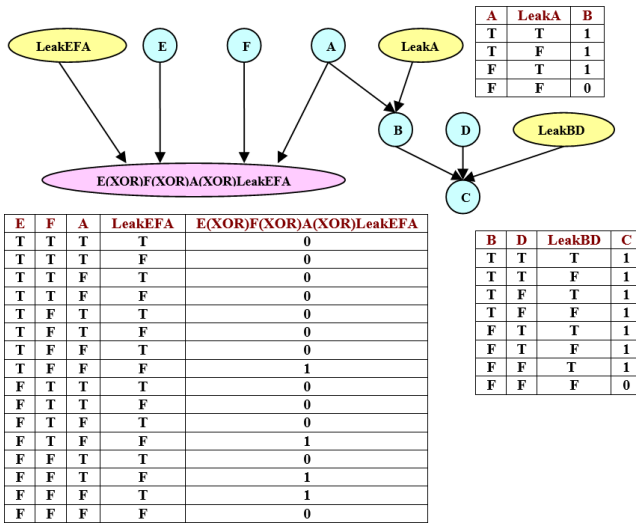 LeakEFA E F A LeakA
B D LeakBD
E(XOR)F(XOR)A(XOR)LeakEFA
C
A LeakA B
T T 1
T F 1
F T 1
F F 0
E F A LeakEFA E(XOR)F(XOR)A(XOR)LeakEFA
T T T T 0
T T T F 0
T T F T 0
T T F F 0
T F T T 0
T F T F 0
T F F T 0
T F F F 1
F T T T 0
F T T F 0
F T F T 0
F T F F 1
F F T T 0
F F T F 1
F F F T 1
F F F F 0
B D LeakBD C
T T T 1
T T F 1
T F T 1
T F F 1
F T T 1
F T F 1
F F T 1
F F F 0